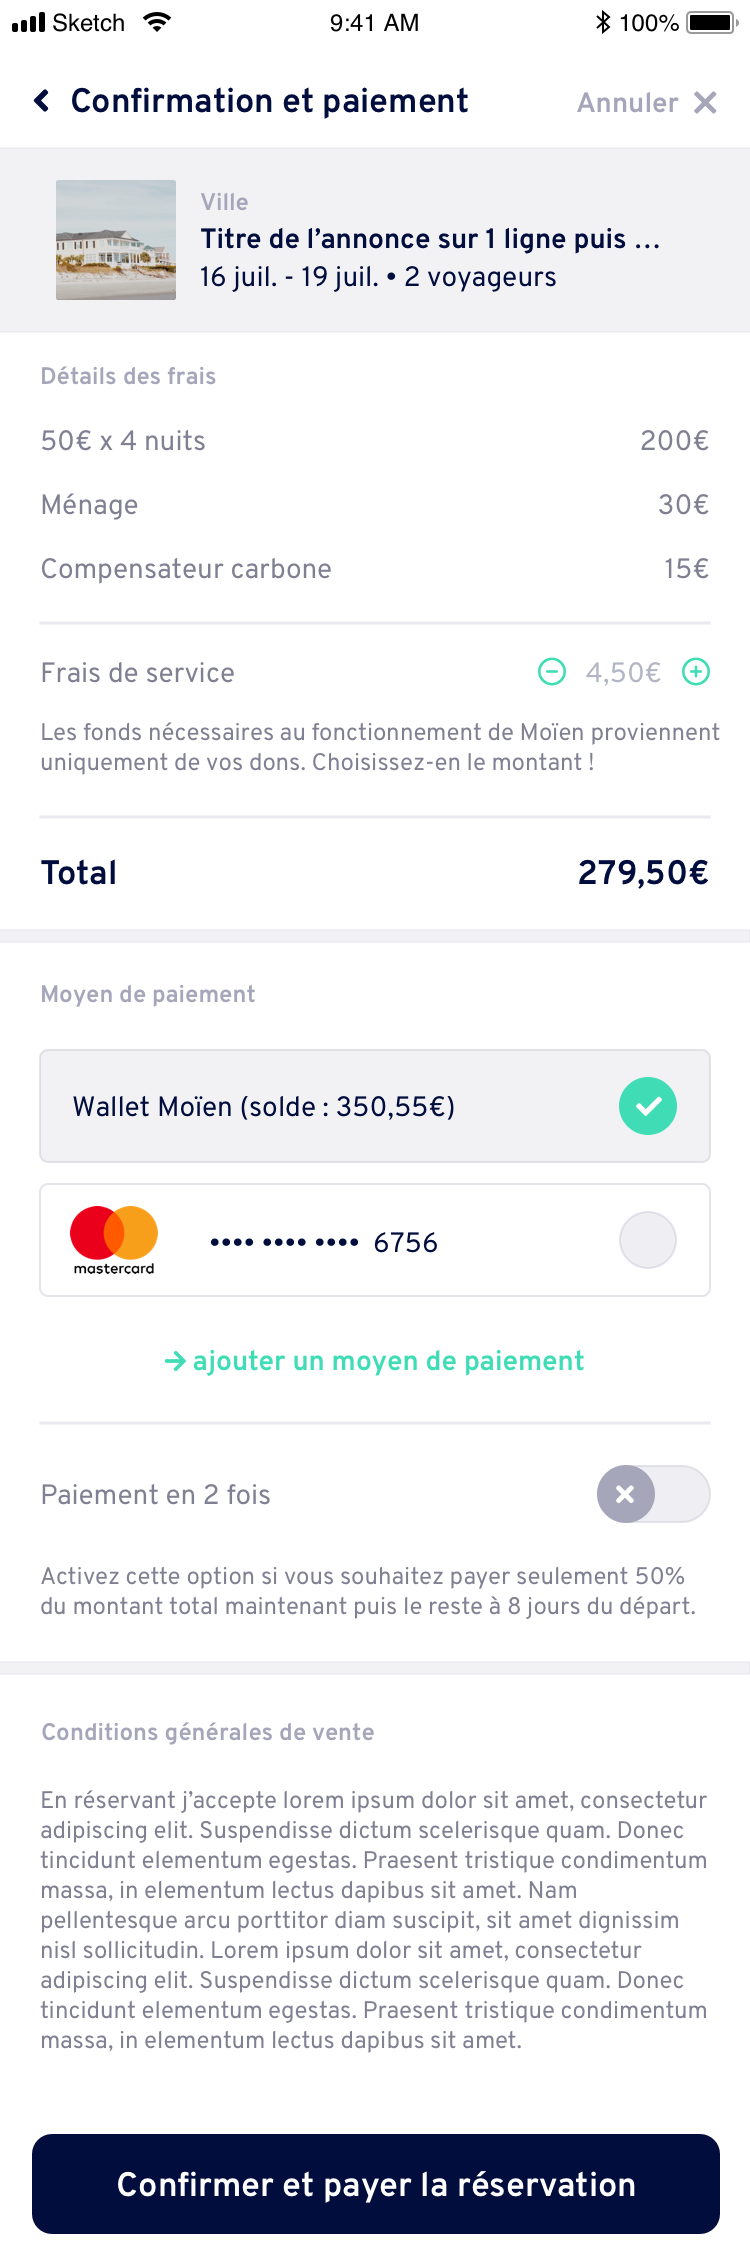 Sketch 9:41 AM 100%
Confirmation et paiement Annuler
Ville
Titre de l’annonce sur 1 ligne puis ...
16 juil. - 19 juil. • 2 voyageurs
Détails des frais
50€ x 4 nuits 200€
Ménage 30€
Compensateur carbone 15€
Frais de service 4,50€
Les fonds nécessaires au fonctionnement de Moïen proviennent
uniquement de vos dons. Choisissez-en le montant !
Total 279,50€
Moyen de paiement
Wallet Moïen (solde : 350,55€)
mastercard •••• •••• •••• 6756
→ ajouter un moyen de paiement
Paiement en 2 fois
Activez cette option si vous souhaitez payer seulement 50%
du montant total maintenant puis le reste à 8 jours du départ.
Conditions générales de vente
En réservant j’accepte lorem ipsum dolor sit amet, consectetur
adipiscing elit. Suspendisse dictum scelerisque quam. Donec
tincidunt elementum egestas. Praesent tristique condimentum
massa, in elementum lectus dapibus sit amet. Nam
pellentesque arcu porttitor diam suscipit, sit amet dignissim
nisl sollicitudin. Lorem ipsum dolor sit amet, consectetur
adipiscing elit. Suspendisse dictum scelerisque quam. Donec
tincidunt elementum egestas. Praesent tristique condimentum
massa, in elementum lectus dapibus sit amet.
Confirmer et payer la réservation